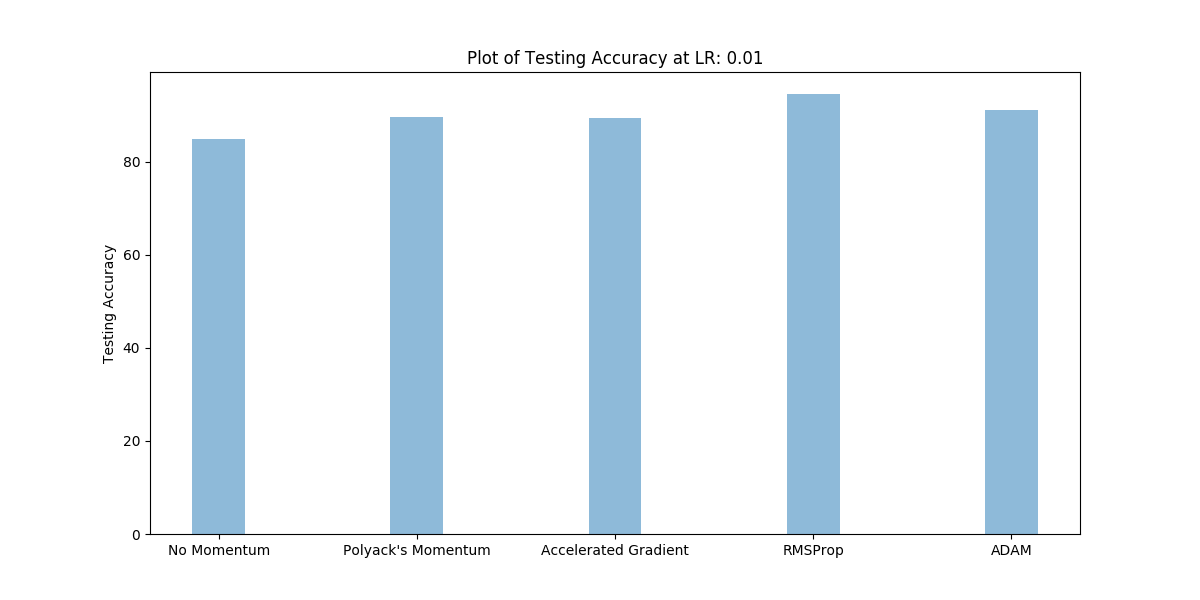 Plot of Testing Accuracy at LR: 0.01
Testing Accuracy
80
60
40
20
0
No Momentum
Polyack's Momentum
Accelerated Gradient
RMSProp
ADAM